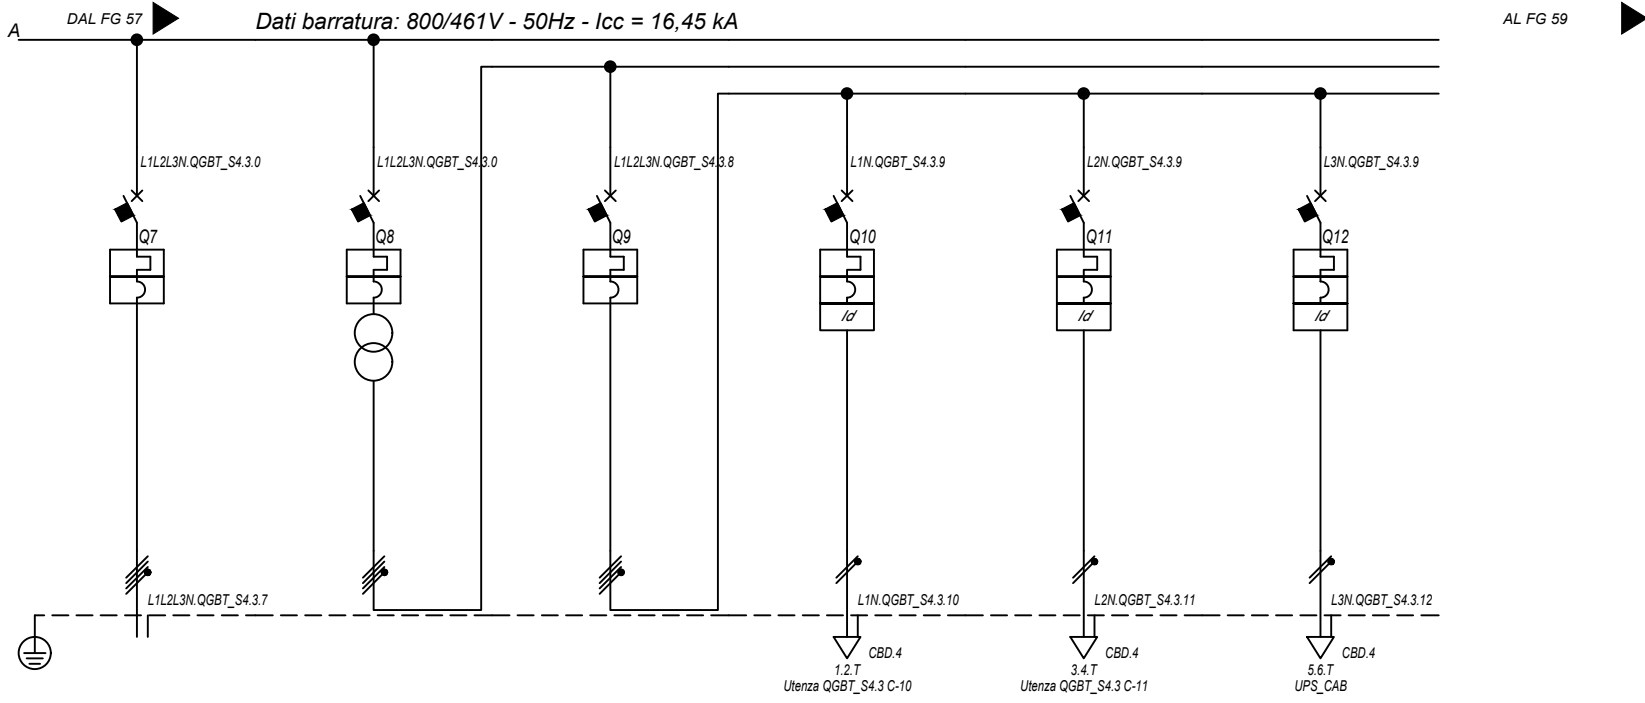 DAL FG 57
Dati barratura: 800/461V - 50Hz - Icc = 16,45 kA
AL FG 59
A
L1L2L3N.QGBT_S4.3.0
L1L2L3N.QGBT_S4.3.0
L1L2L3N.QGBT_S4.3.8
L1N.QGBT_S4.3.9
L2N.QGBT_S4.3.9
L3N.QGBT_S4.3.9
Q7
Q8
Q9
Q10
Q11
Q12
Id
Id
Id
L1L2L3N.QGBT_S4.3.7
L1N.QGBT_S4.3.10
L2N.QGBT_S4.3.11
L3N.QGBT_S4.3.12
CBD.4
CBD.4
CBD.4
1.2.T
3.4.T
5.6.T
Utenza QGBT_S4.3 C-10
Utenza QGBT_S4.3 C-11
UPS_CAB